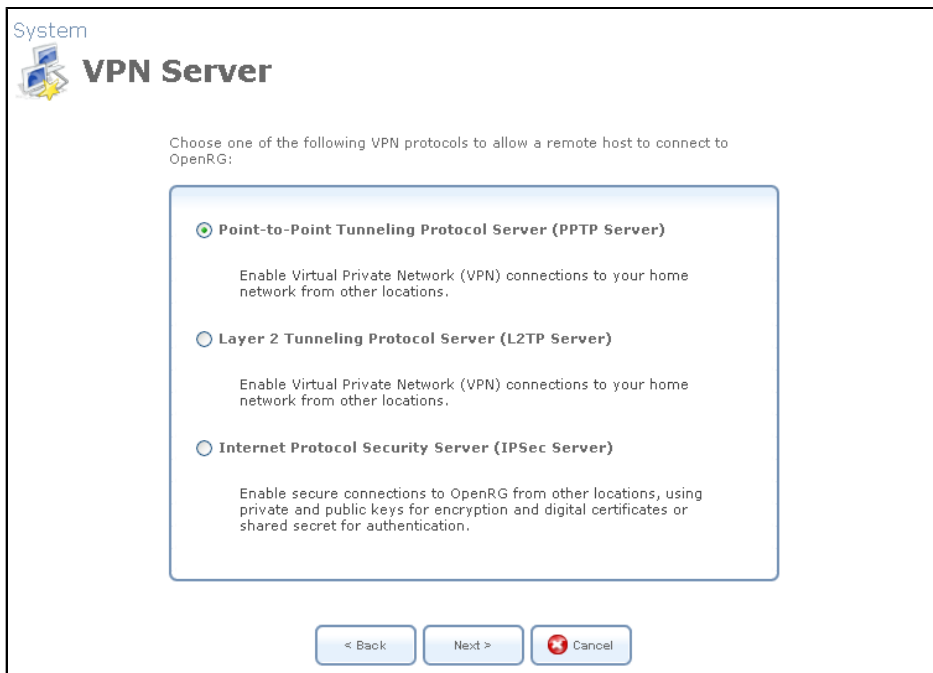 System
VPN Server
Choose one of the following VPN protocols to allow a remote host to connect to
OpenRG:
Point-to-Point Tunneling Protocol Server (PPTP Server)
Enable Virtual Private Network (VPN) connections to your home
network from other locations.
Layer 2 Tunneling Protocol Server (L2TP Server)
Enable Virtual Private Network (VPN) connections to your home
network from other locations.
Internet Protocol Security Server (IPSec Server)
Enable secure connections to OpenRG from other locations, using
private and public keys for encryption and digital certificates or
shared secret for authentication.
< Back Next > Cancel